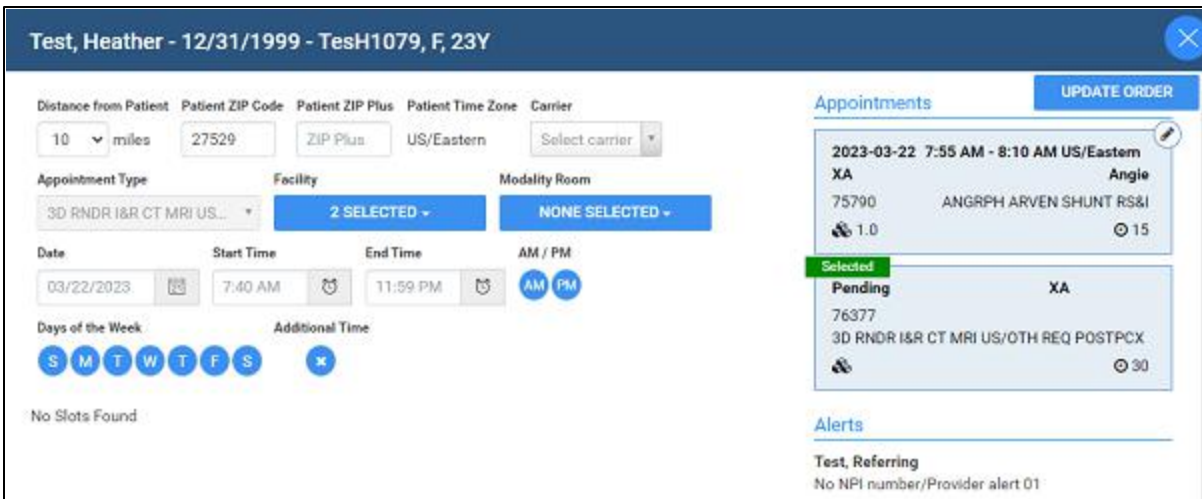 Test, Heather - 12/31/1999 - TesH1079, F, 23Y
Distance from Patient Patient ZIP Code Patient ZIP Plus Patient Time Zone Carrier
10 miles 27529 ZIP Plus US/Eastern Select carrier
Appointment Type Facility Modality Room
3D RNDR I&R CT MRI US... 2 SELECTED NONE SELECTED
Date Start Time End Time AM / PM
03/22/2023 7:40 AM 11:59 PM AM PM
Days of the Week Additional Time
S M T W T F S
No Slots Found
UPDATE ORDER
Appointments
2023-03-22 7:55 AM - 8:10 AM US/Eastern
XA Angie
75790 ANGRPH ARVEN SHUNT RS&I
1.0 15
Selected
Pending XA
76377
3D RNDR I&R CT MRI US/OTH REQ POSTPCX
30
Alerts
Test, Referring
No NPI number/Provider alert 01